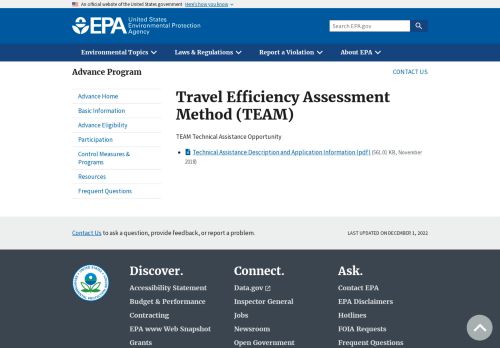 An official website of the United States government Here's how you know
EPA United States
Environmental Protection
Agency
Search EPA.gov
Environmental Topics Laws & Regulations Report a Violation About EPA
Advance Program CONTACT US
Advance Home
Basic Information
Advance Eligibility
Participation
Control Measures &
Programs
Resources
Frequent Questions
Travel Efficiency Assessment
Method (TEAM)
TEAM Technical Assistance Opportunity
Technical Assistance Description and Application Information (pdf) (561.01 KB, November
2018)
Contact Us to ask a question, provide feedback, or report a problem. LAST UPDATED ON DECEMBER 1, 2022
Discover.
Accessibility Statement
Budget & Performance
Contracting
EPA www Web Snapshot
Grants
Connect.
Data.gov
Inspector General
Jobs
Newsroom
Open Government
Ask.
Contact EPA
EPA Disclaimers
Hotlines
FOIA Requests
Frequent Questions